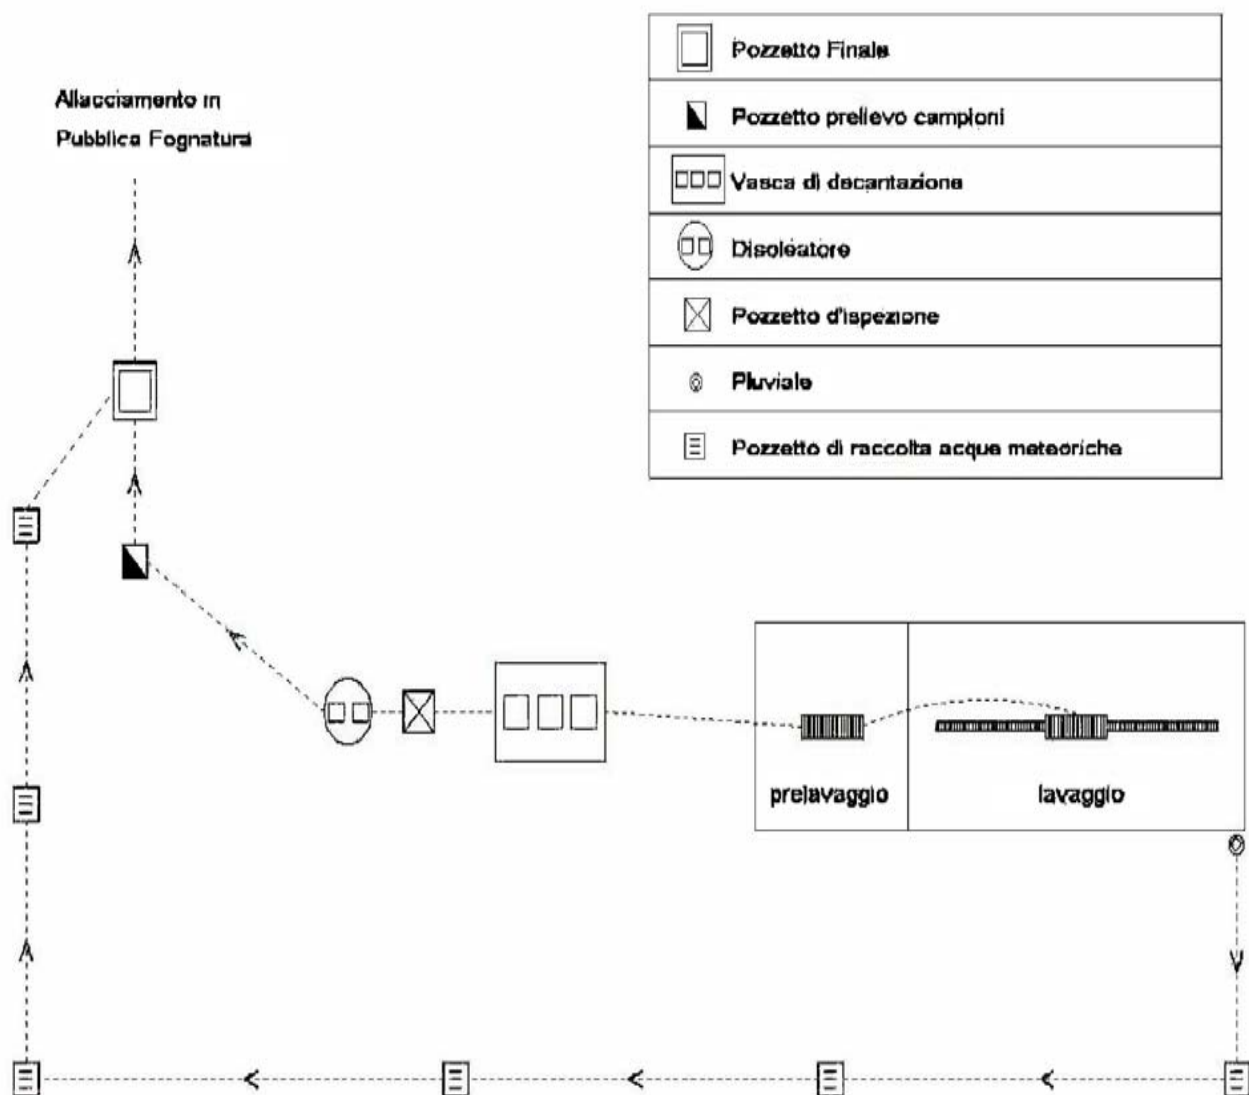 Allacciamento in
Pubblica Fognatura
Pozzetto Finale
Pozzetto prelievo campioni
Vasca di decantazione
Disoleatore
Pozzetto d'ispezione
Pluviale
Pozzetto di raccolta acque meteoriche
prelavaggio
lavaggio